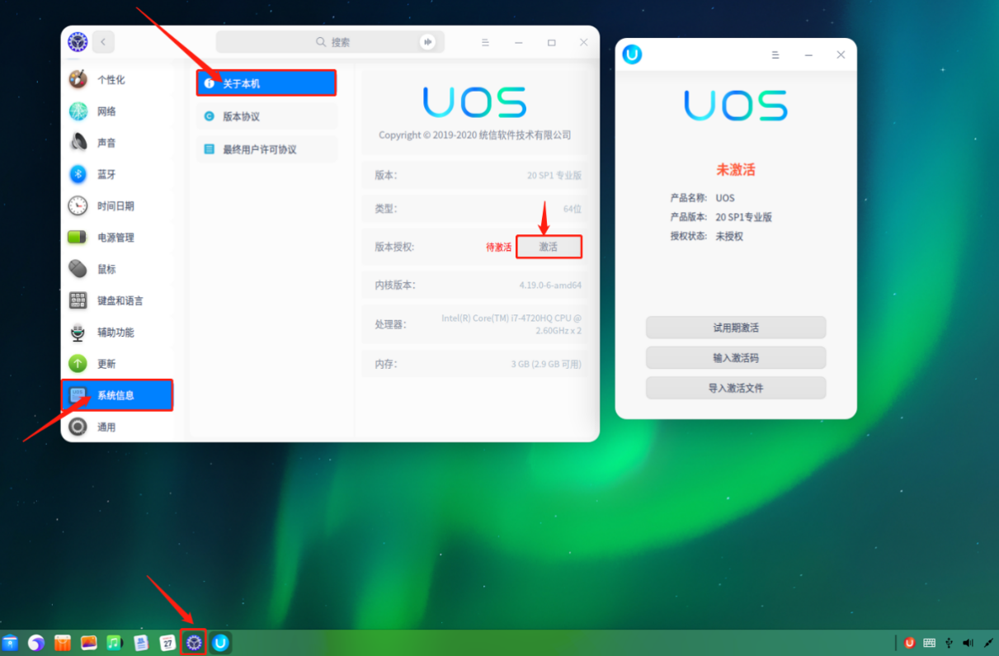 搜索
个性化
网络
声音
蓝牙
时间日期
电源管理
鼠标
键盘和语言
辅助功能
更新
系统信息
通用
关于本机
版本协议
最终用户许可协议
UOS
Copyright © 2019-2020 统信软件技术有限公司
版本: 20 SP1 专业版
类型: 64位
版本授权: 待激活 激活
内核版本: 4.19.0-6-amd64
处理器: Intel(R) Core(TM) i7-4720HQ CPU @
2.60GHz x 2
内存: 3 GB (2.9 GB 可用)
UOS
未激活
产品名称: UOS
产品版本: 20 SP1专业版
授权状态: 未授权
试用期激活
输入激活码
导入激活文件
27